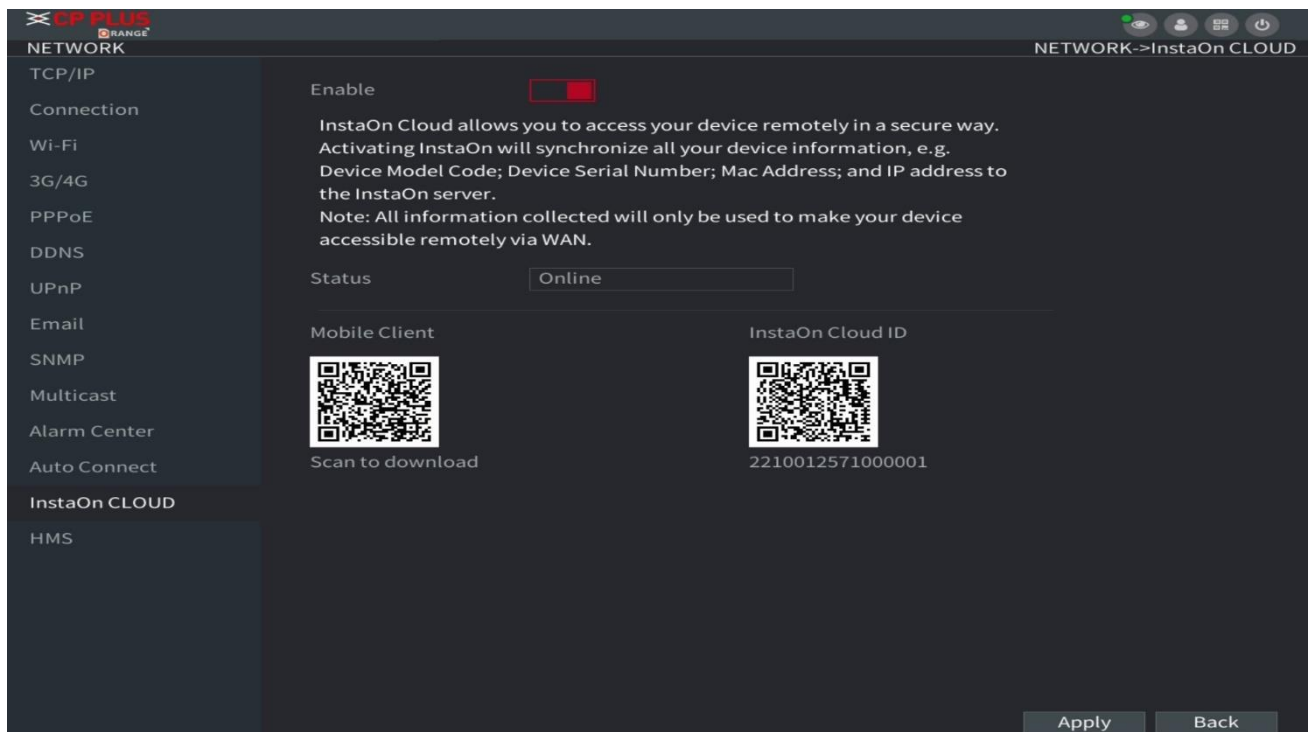 CP PLUS
ORANGE
NETWORK
NETWORK->InstaOn CLOUD
TCP/IP
Connection
Wi-Fi
3G/4G
PPPoE
DDNS
UPnP
Email
SNMP
Multicast
Alarm Center
Auto Connect
InstaOn CLOUD
HMS
Enable
InstaOn Cloud allows you to access your device remotely in a secure way.
Activating InstaOn will synchronize all your device information, e.g.
Device Model Code; Device Serial Number; Mac Address; and IP address to
the InstaOn server.
Note: All information collected will only be used to make your device
accessible remotely via WAN.
Status
Online
Mobile Client
InstaOn Cloud ID
Scan to download
2210012571000001
Apply
Back